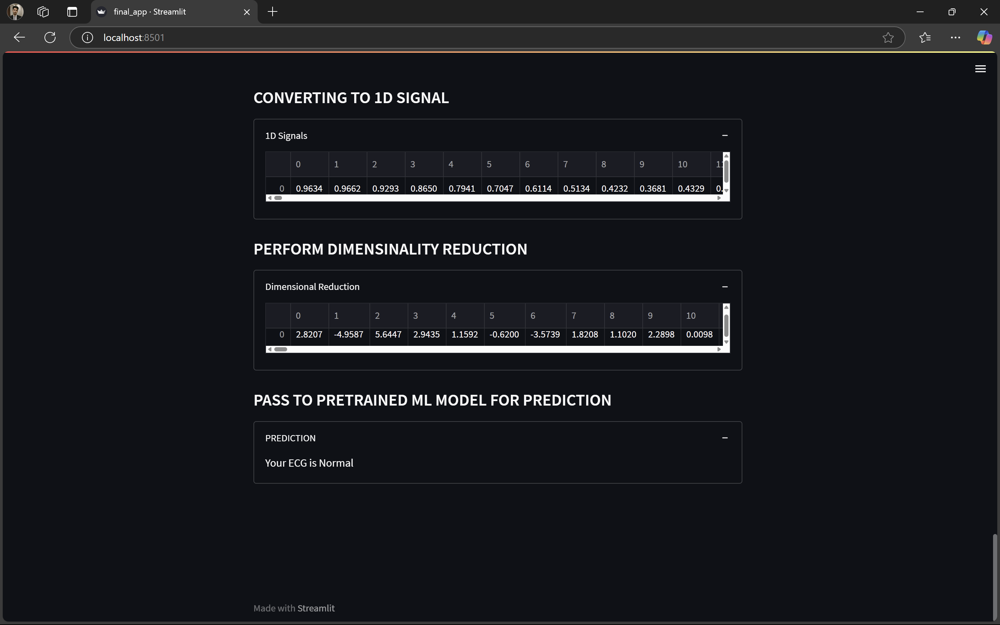 final_app · Streamlit
localhost:8501
CONVERTING TO 1D SIGNAL
1D Signals
0 1 2 3 4 5 6 7 8 9 10 11
0 0.9634 0.9662 0.9293 0.8650 0.7941 0.7047 0.6114 0.5134 0.4232 0.3681 0.4329 0.
PERFORM DIMENSINALITY REDUCTION
Dimensional Reduction
0 1 2 3 4 5 6 7 8 9 10
0 2.8207 -4.9587 5.6447 2.9435 1.1592 -0.6200 -3.5739 1.8208 1.1020 2.2898 0.0098
PASS TO PRETRAINED ML MODEL FOR PREDICTION
PREDICTION
Your ECG is Normal
Made with Streamlit